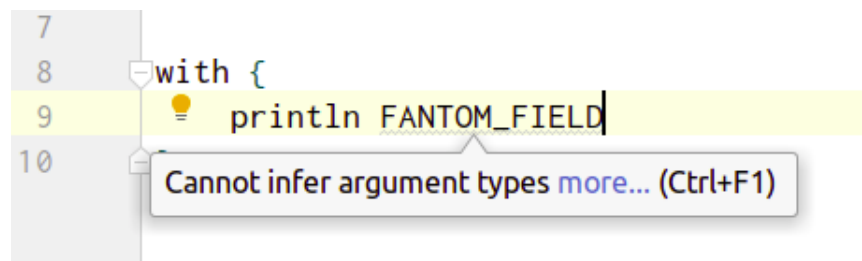 7
8 with {
9 println FANTOM_FIELD
10
Cannot infer argument types more... (Ctrl+F1)